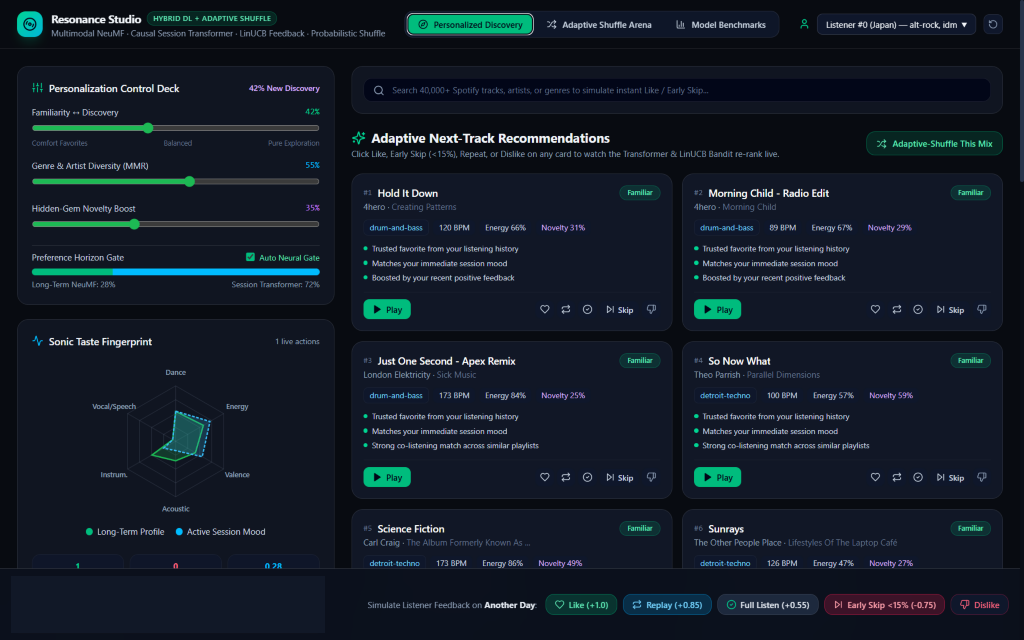 Resonance Studio HYBRID DL + ADAPTIVE SHUFFLE
Multimodal NeuMF · Causal Session Transformer · LinUCB Feedback · Probabilistic Shuffle
Personalized Discovery
Adaptive Shuffle Arena
Model Benchmarks
Listener #0 (Japan) — alt-rock, idm ▼
Personalization Control Deck 42% New Discovery
Familiarity ↔ Discovery 42%
Comfort Favorites Balanced Pure Exploration
Genre & Artist Diversity (MMR) 55%
Hidden-Gem Novelty Boost 35%
Preference Horizon Gate Auto Neural Gate
Long-Term NeuMF: 28% Session Transformer: 72%
Sonic Taste Fingerprint 1 live actions
Dance
Vocal/Speech Energy
Instrum. Valence
Acoustic
Long-Term Profile Active Session Mood
1 0 0.28
Search 40,000+ Spotify tracks, artists, or genres to simulate instant Like / Early Skip...
Adaptive Next-Track Recommendations
Click Like, Early Skip (<15%), Repeat, or Dislike on any card to watch the Transformer & LinUCB Bandit re-rank live.
Adaptive-Shuffle This Mix
#1 Hold It Down Familiar
4hero · Creating Patterns
drum-and-bass 120 BPM Energy 66% Novelty 31%
Trusted favorite from your listening history
Matches your immediate session mood
Boosted by your recent positive feedback
Play Skip
#2 Morning Child - Radio Edit Familiar
4hero · Morning Child
drum-and-bass 89 BPM Energy 67% Novelty 29%
Trusted favorite from your listening history
Matches your immediate session mood
Boosted by your recent positive feedback
Play Skip
#3 Just One Second - Apex Remix Familiar
London Elektricity · Sick Music
drum-and-bass 173 BPM Energy 84% Novelty 25%
Trusted favorite from your listening history
Matches your immediate session mood
Strong co-listening match across similar playlists
Play Skip
#4 So Now What Familiar
Theo Parrish · Parallel Dimensions
detroit-techno 100 BPM Energy 57% Novelty 59%
Trusted favorite from your listening history
Matches your immediate session mood
Strong co-listening match across similar playlists
Play Skip
#5 Science Fiction Familiar
Carl Craig · The Album Formerly Known As ...
detroit-techno 173 BPM Energy 86% Novelty 49%
#6 Sunrays Familiar
The Other People Place · Lifestyles Of The Laptop Café
detroit-techno 126 BPM Energy 47% Novelty 27%
Simulate Listener Feedback on Another Day: Like (+1.0) Replay (+0.85) Full Listen (+0.55) Early Skip <15% (-0.75) Dislike